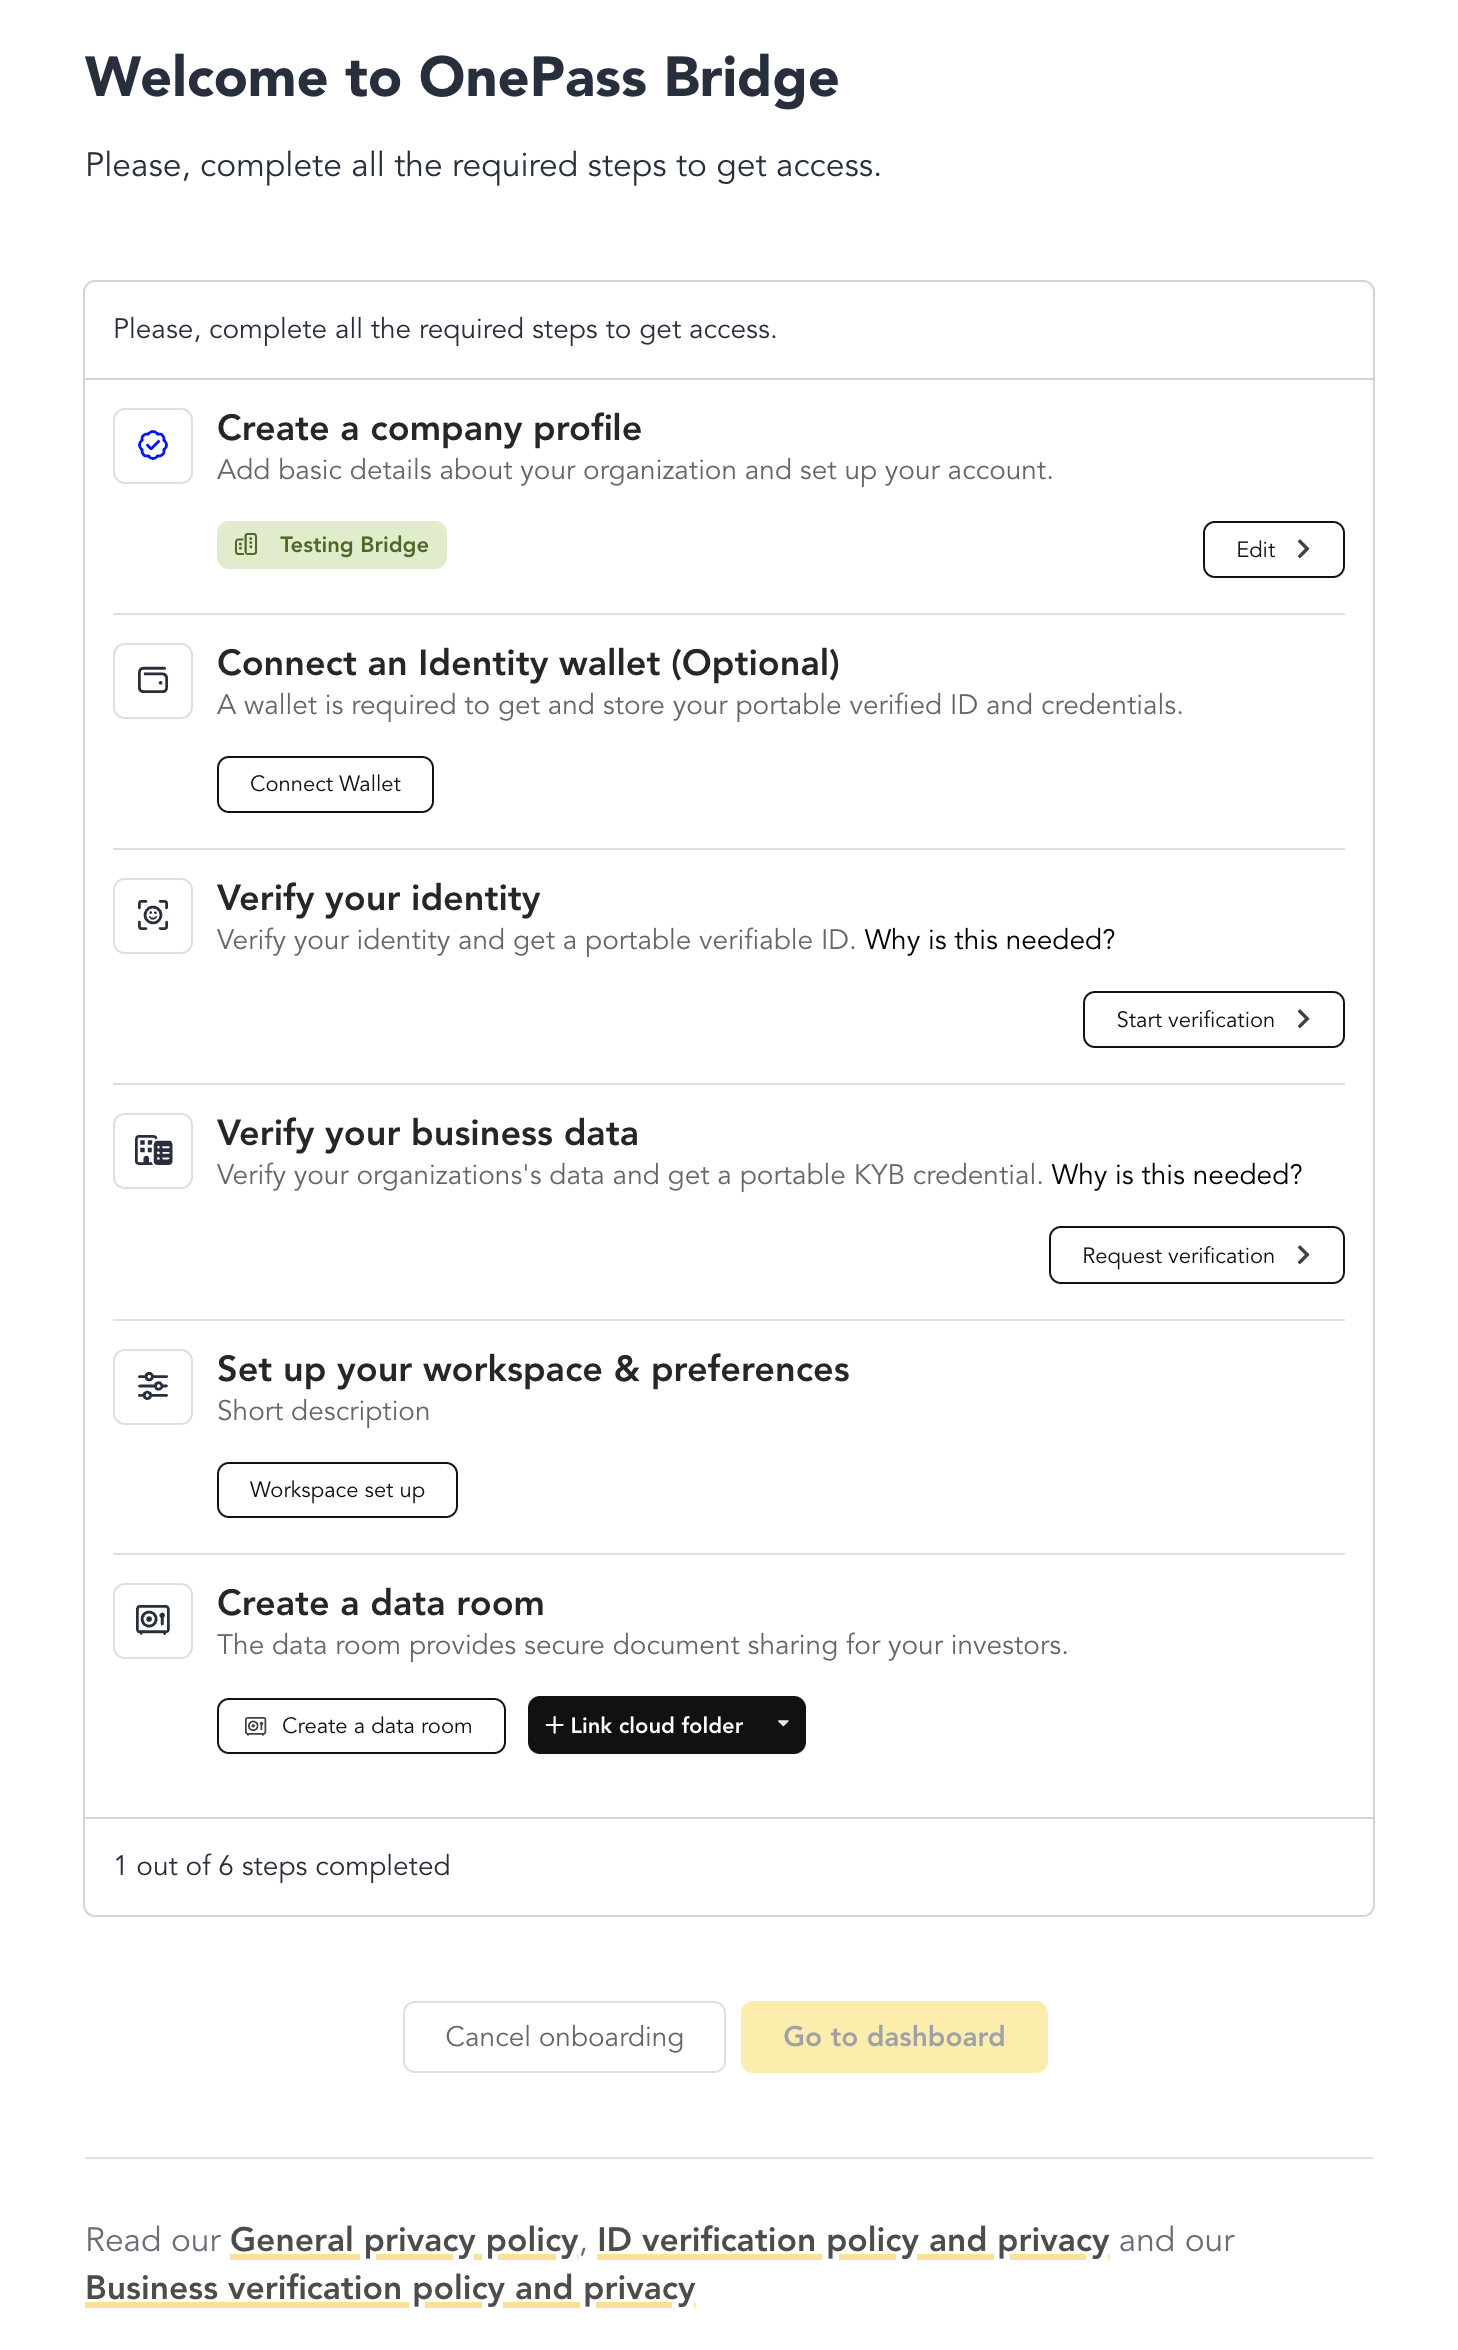 Welcome to OnePass Bridge
Please, complete all the required steps to get access.
Please, complete all the required steps to get access.
Create a company profile
Add basic details about your organization and set up your account.
Testing Bridge
Edit
Connect an Identity wallet (Optional)
A wallet is required to get and store your portable verified ID and credentials.
Connect Wallet
Verify your identity
Verify your identity and get a portable verifiable ID. Why is this needed?
Start verification
Verify your business data
Verify your organizations's data and get a portable KYB credential. Why is this needed?
Request verification
Set up your workspace & preferences
Short description
Workspace set up
Create a data room
The data room provides secure document sharing for your investors.
Create a data room
+ Link cloud folder
1 out of 6 steps completed
Cancel onboarding
Go to dashboard
Read our General privacy policy, ID verification policy and privacy and our
Business verification policy and privacy